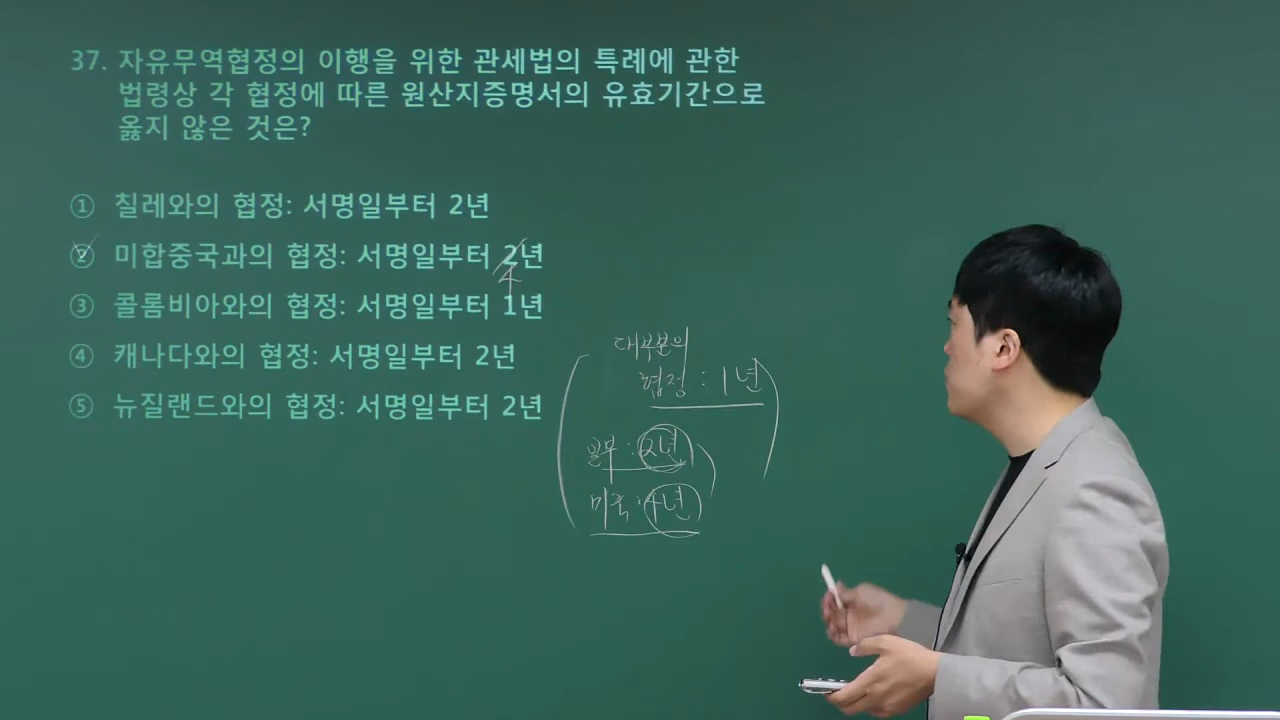 37. 자유무역협정의 이행을 위한 관세법의 특례에 관한
법령상 각 협정에 따른 원산지증명서의 유효기간으로
옳지 않은 것은?
① 칠레와의 협정: 서명일부터 2년
② 미합중국과의 협정: 서명일부터 2년
4
③ 콜롬비아와의 협정: 서명일부터 1년
④ 캐나다와의 협정: 서명일부터 2년
⑤ 뉴질랜드와의 협정: 서명일부터 2년
대부분의
협정 : 1년
일부 : 2년
미국 : 4년